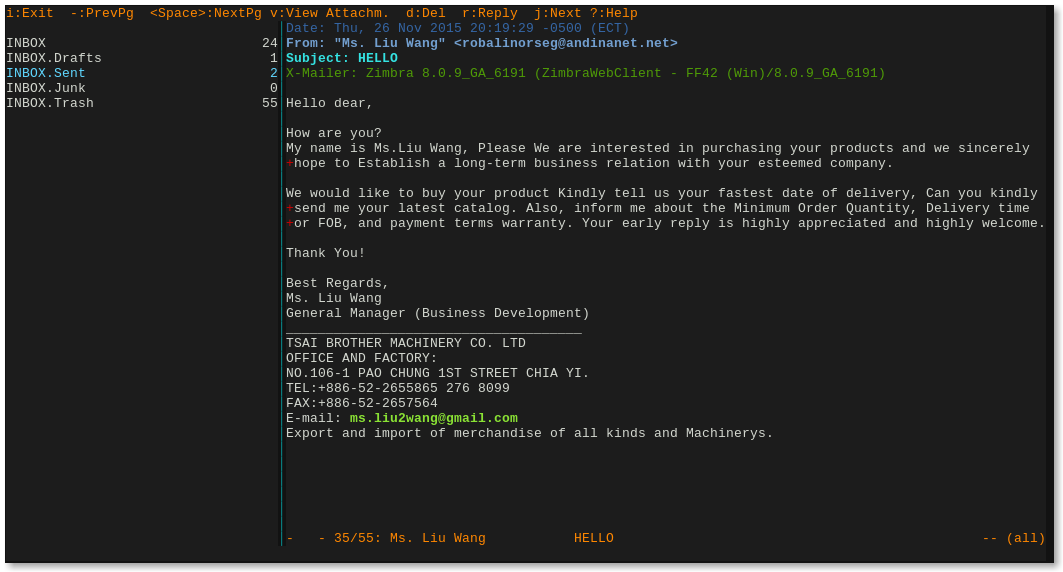 i:Exit  -:PrevPg  <Space>:NextPg v:View Attachm.  d:Del  r:Reply  j:Next ?:Help
Date: Thu, 26 Nov 2015 20:19:29 -0500 (ECT)
INBOX 24
From: "Ms. Liu Wang" <robalinorseg@andinanet.net>
INBOX.Drafts 1
Subject: HELLO
INBOX.Sent 2
X-Mailer: Zimbra 8.0.9_GA_6191 (ZimbraWebClient - FF42 (Win)/8.0.9_GA_6191)
INBOX.Junk 0
INBOX.Trash 55
Hello dear,
How are you?
My name is Ms.Liu Wang, Please We are interested in purchasing your products and we sincerely
+hope to Establish a long-term business relation with your esteemed company.
We would like to buy your product Kindly tell us your fastest date of delivery, Can you kindly
+send me your latest catalog. Also, inform me about the Minimum Order Quantity, Delivery time
+or FOB, and payment terms warranty. Your early reply is highly appreciated and highly welcome.
Thank You!
Best Regards,
Ms. Liu Wang
General Manager (Business Development)
_____________________________________
TSAI BROTHER MACHINERY CO. LTD
OFFICE AND FACTORY:
NO.106-1 PAO CHUNG 1ST STREET CHIA YI.
TEL:+886-52-2655865 276 8099
FAX:+886-52-2657564
E-mail: ms.liu2wang@gmail.com
Export and import of merchandise of all kinds and Machinerys.
-   - 35/55: Ms. Liu Wang           HELLO -- (all)